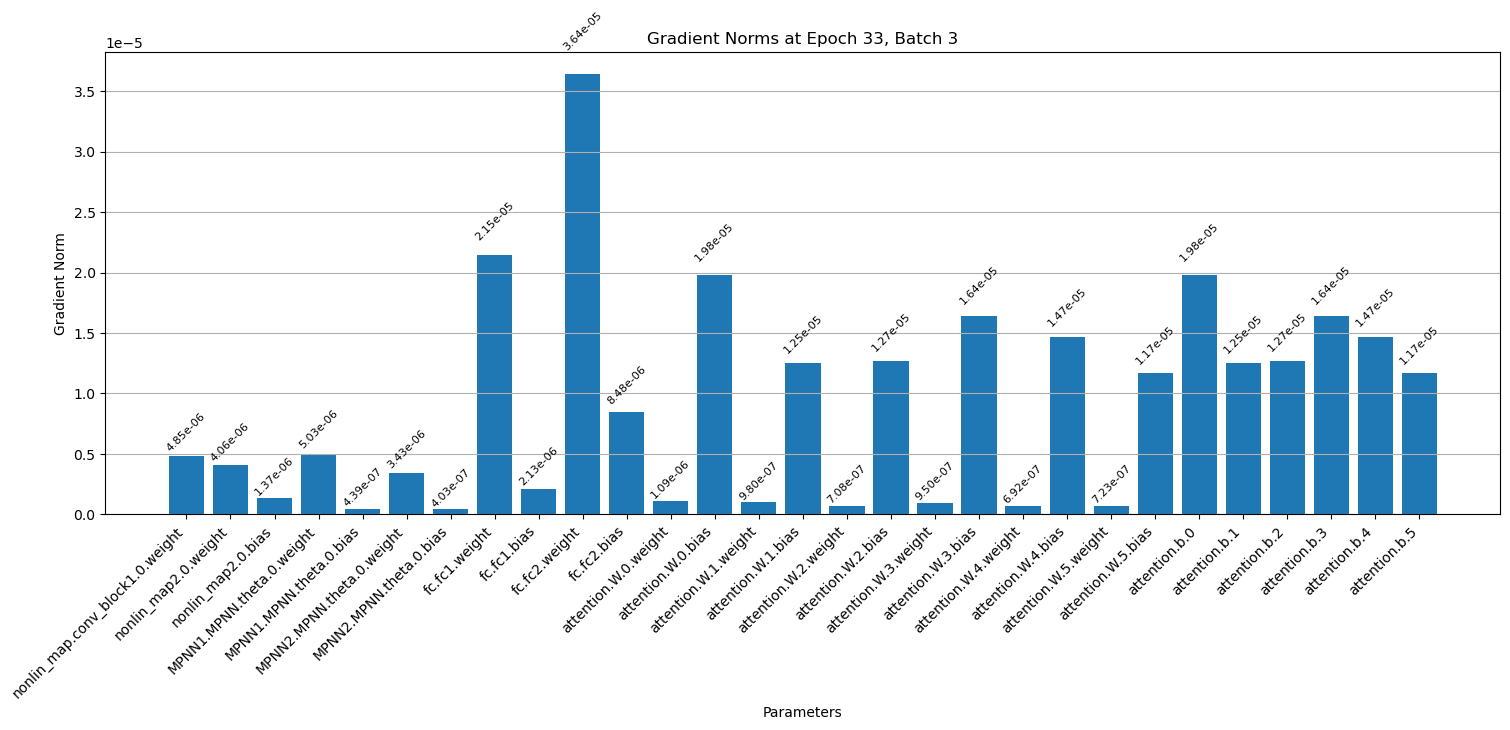 Gradient Norms at Epoch 33, Batch 3
1e−5
Gradient Norm
3.5
3.0
2.5
2.0
1.5
1.0
0.5
0.0
4.85e-06
4.06e-06
1.37e-06
5.03e-06
4.39e-07
3.43e-06
4.03e-07
2.15e-05
2.13e-06
3.64e-05
8.48e-06
1.09e-06
1.98e-05
9.80e-07
1.25e-05
7.08e-07
1.27e-05
9.50e-07
1.64e-05
6.92e-07
1.47e-05
7.23e-07
1.17e-05
1.98e-05
1.25e-05
1.27e-05
1.64e-05
1.47e-05
1.17e-05
nonlin_map.conv_block1.0.weight
nonlin_map2.0.weight
nonlin_map2.0.bias
MPNN1.MPNN.theta.0.weight
MPNN1.MPNN.theta.0.bias
MPNN2.MPNN.theta.0.weight
MPNN2.MPNN.theta.0.bias
fc.fc1.weight
fc.fc1.bias
fc.fc2.weight
fc.fc2.bias
attention.W.0.weight
attention.W.0.bias
attention.W.1.weight
attention.W.1.bias
attention.W.2.weight
attention.W.2.bias
attention.W.3.weight
attention.W.3.bias
attention.W.4.weight
attention.W.4.bias
attention.W.5.weight
attention.W.5.bias
attention.b.0
attention.b.1
attention.b.2
attention.b.3
attention.b.4
attention.b.5
Parameters